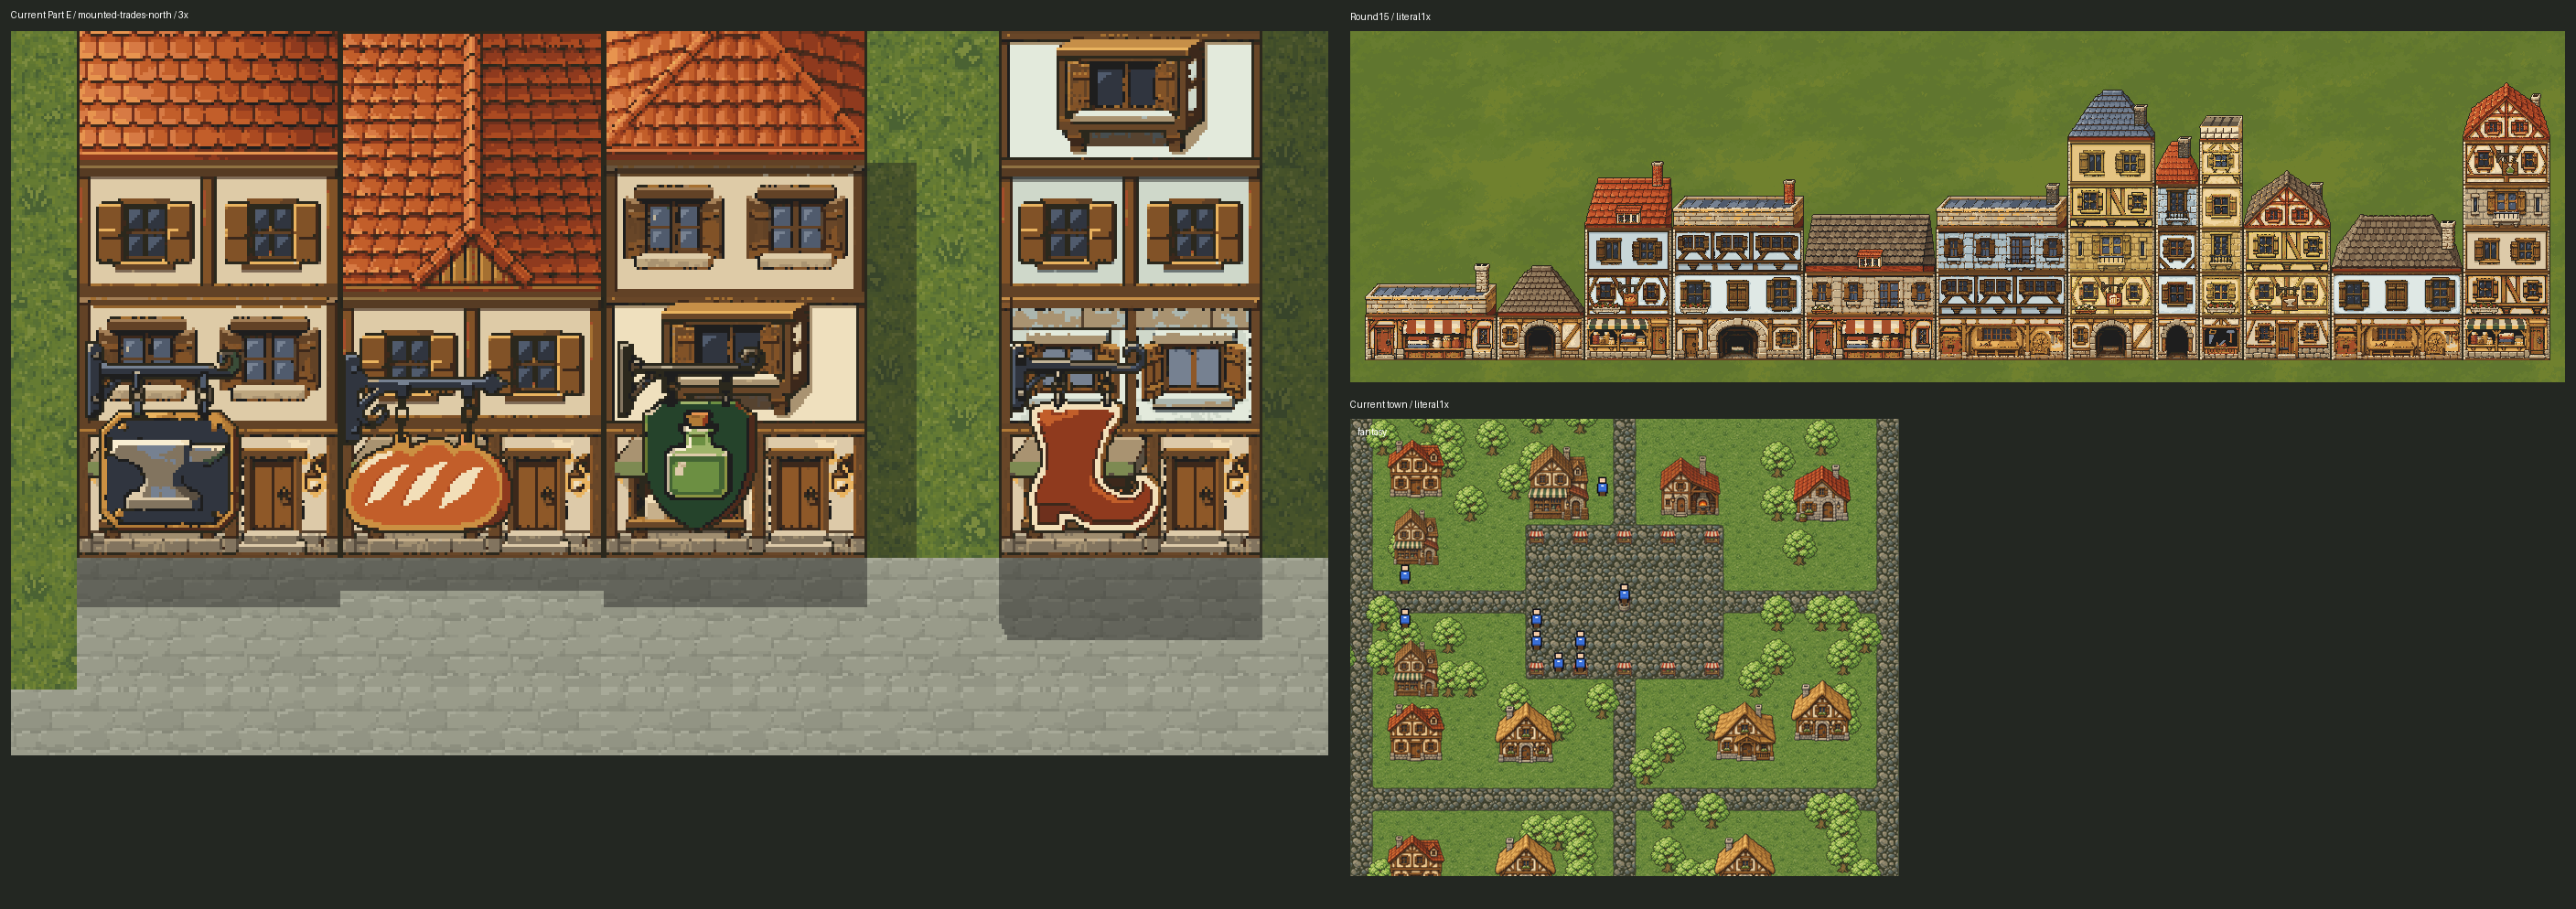 Current Part E / mounted-trades-north / 3x
Round15 / literal1x
Current town / literal1x
fantasy